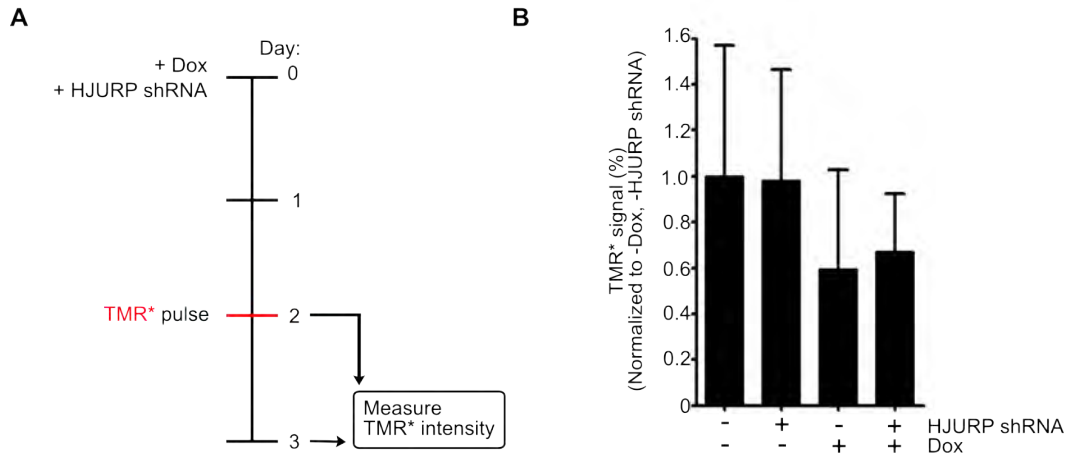 A
Day:
+ Dox
+ HJURP shRNA
0
1
TMR* pulse
2
Measure
TMR* intensity
3
B
TMR* signal (%)
(Normalized to -Dox, -HJURP shRNA)
1.6
1.4
1.2
1.0
0.8
0.6
0.4
0.2
0
- + - + HJURP shRNA
- - + + Dox